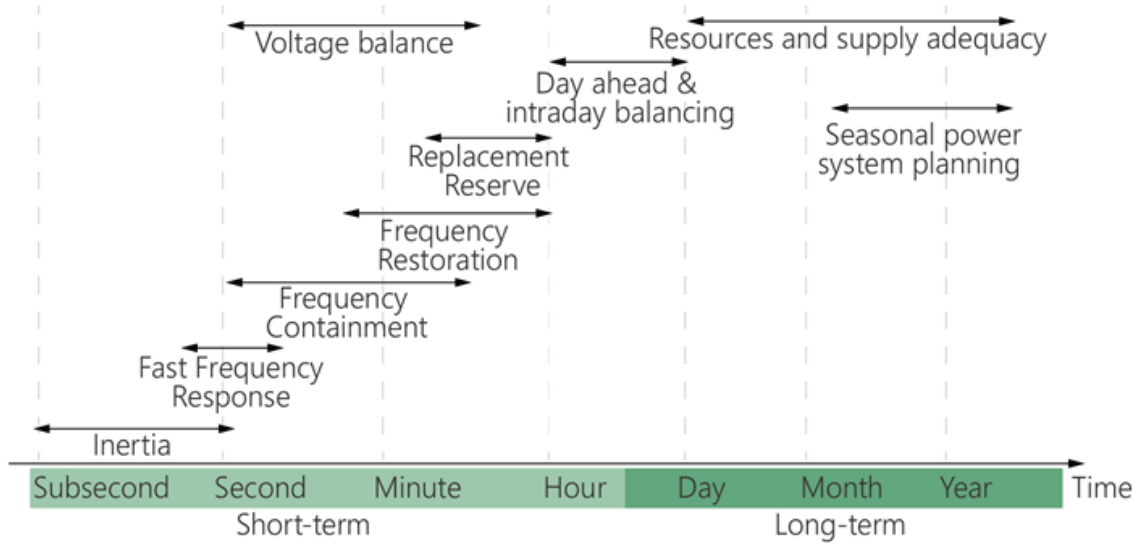 Voltage balance
Resources and supply adequacy
Day ahead &
intraday balancing
Seasonal power
system planning
Replacement
Reserve
Frequency
Restoration
Frequency
Containment
Fast Frequency
Response
Inertia
Subsecond Second Minute Hour Day Month Year Time
Short-term Long-term